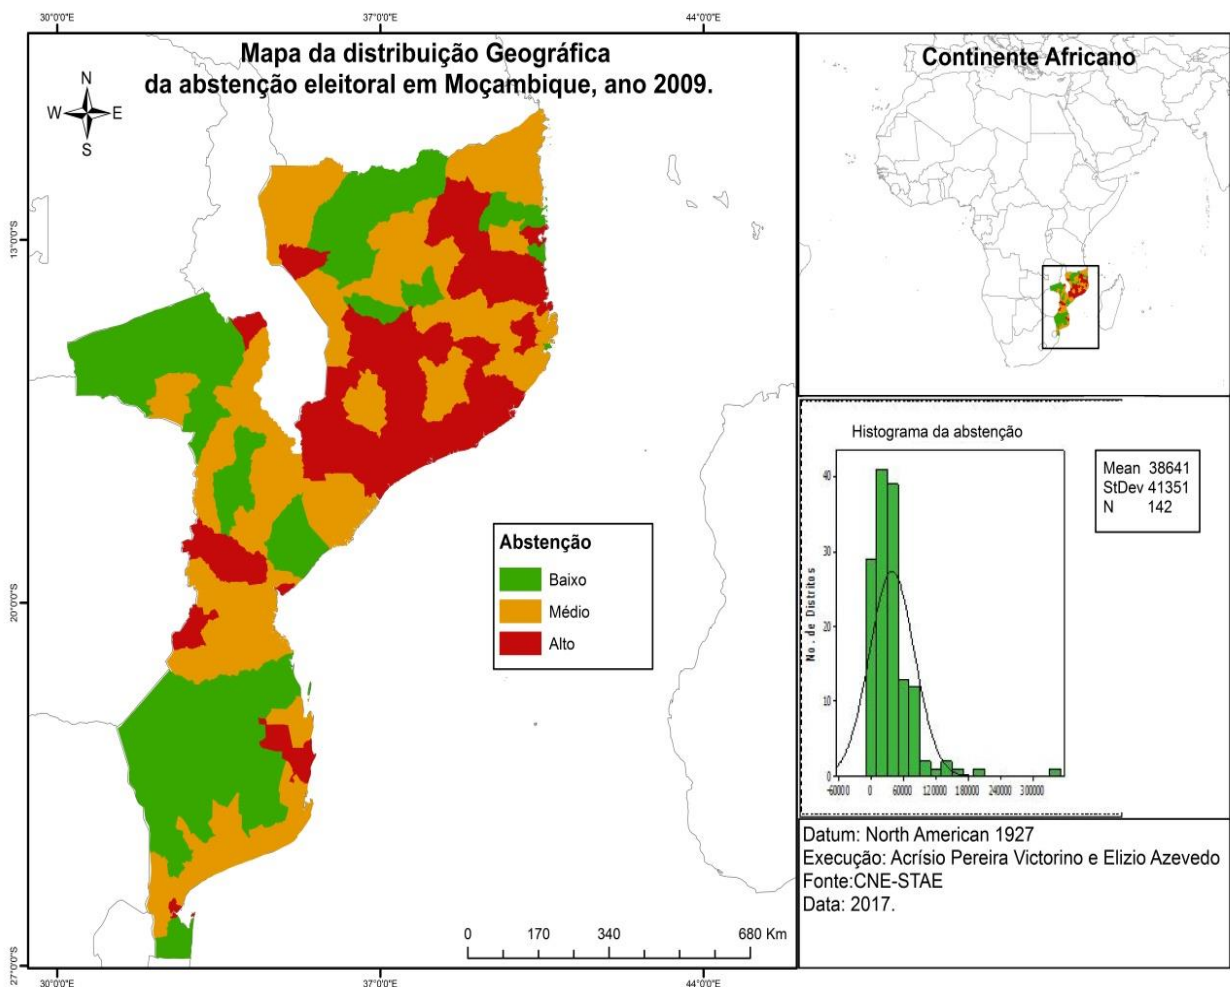 30°0'0"E 37°0'0"E 44°0'0"E
Mapa da distribuição Geográfica
da abstenção eleitoral em Moçambique, ano 2009.
N
W E
S
13°0'0"S
20°0'0"S
27°0'0"S
Abstenção
Baixo
Médio
Alto
0 170 340 680 Km
30°0'0"E 37°0'0"E 44°0'0"E
Continente Africano
Histograma da abstenção
Mean 38641
StDev 41351
N 142
No. de Distritos
40
30
20
10
0
-60000 0 60000 120000 180000 240000 300000
Datum: North American 1927
Execução: Acrísio Pereira Victorino e Elizio Azevedo
Fonte:CNE-STAE
Data: 2017.